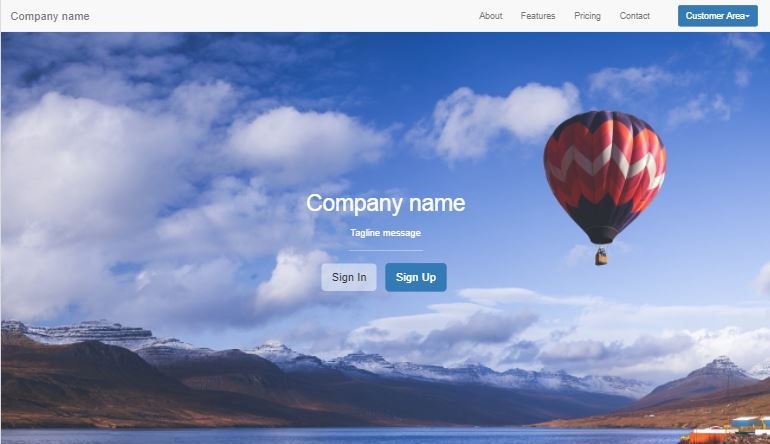 Company name
About Features Pricing Contact Customer Area
Company name
Tagline message
Sign In Sign Up